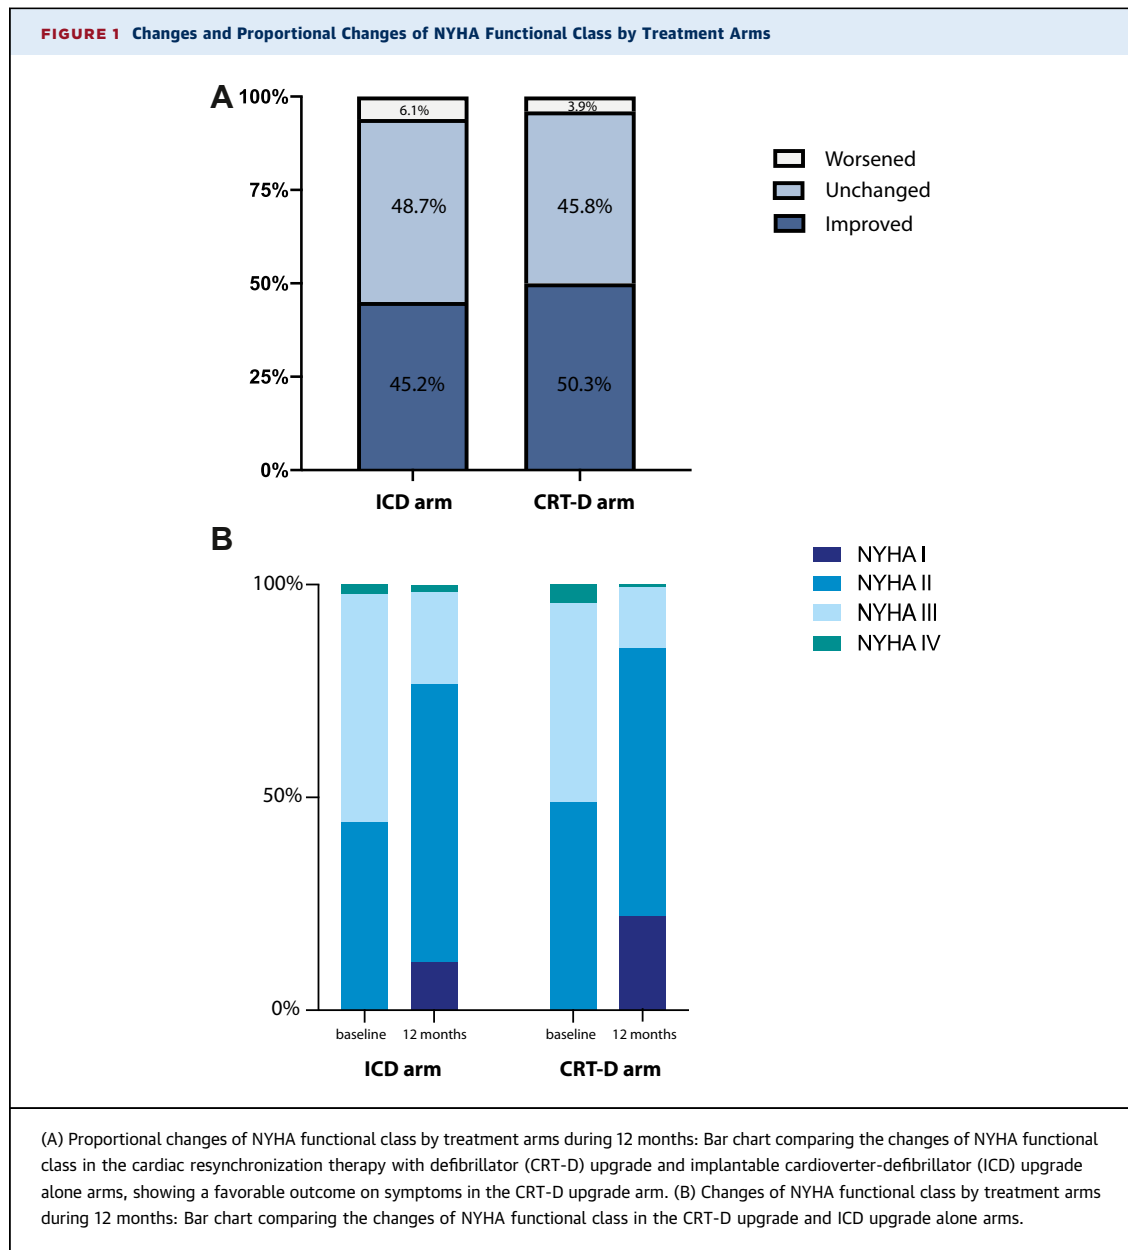 FIGURE 1 Changes and Proportional Changes of NYHA Functional Class by Treatment Arms
A
100%
75%
50%
25%
0%
6.1%
3.9%
48.7%
45.8%
45.2%
50.3%
ICD arm
CRT-D arm
Worsened
Unchanged
Improved
B
100%
50%
0%
baseline
12 months
baseline
12 months
ICD arm
CRT-D arm
NYHA I
NYHA II
NYHA III
NYHA IV
(A) Proportional changes of NYHA functional class by treatment arms during 12 months: Bar chart comparing the changes of NYHA functional
class in the cardiac resynchronization therapy with defibrillator (CRT-D) upgrade and implantable cardioverter-defibrillator (ICD) upgrade
alone arms, showing a favorable outcome on symptoms in the CRT-D upgrade arm. (B) Changes of NYHA functional class by treatment arms
during 12 months: Bar chart comparing the changes of NYHA functional class in the CRT-D upgrade and ICD upgrade alone arms.